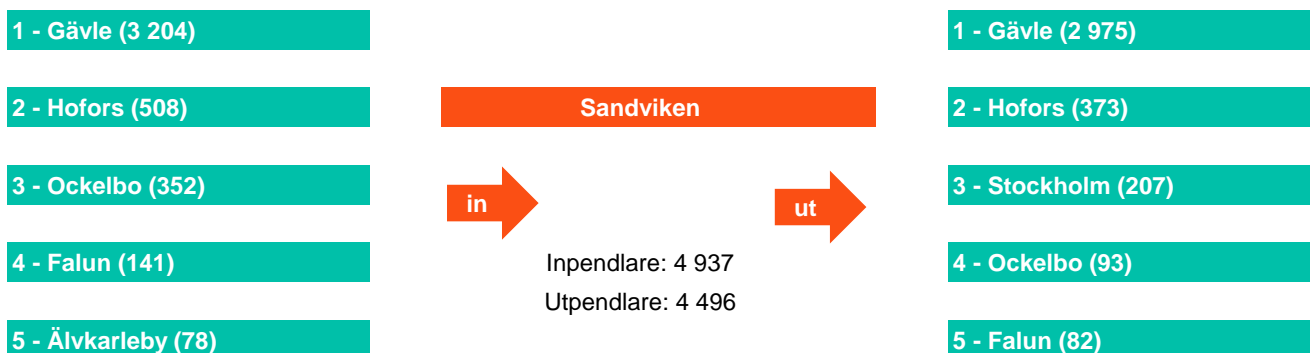 1 - Gävle (3 204)
2 - Hofors (508)
3 - Ockelbo (352)
4 - Falun (141)
5 - Älvkarleby (78)
Sandviken
in
ut
Inpendlare: 4 937
Utpendlare: 4 496
1 - Gävle (2 975)
2 - Hofors (373)
3 - Stockholm (207)
4 - Ockelbo (93)
5 - Falun (82)